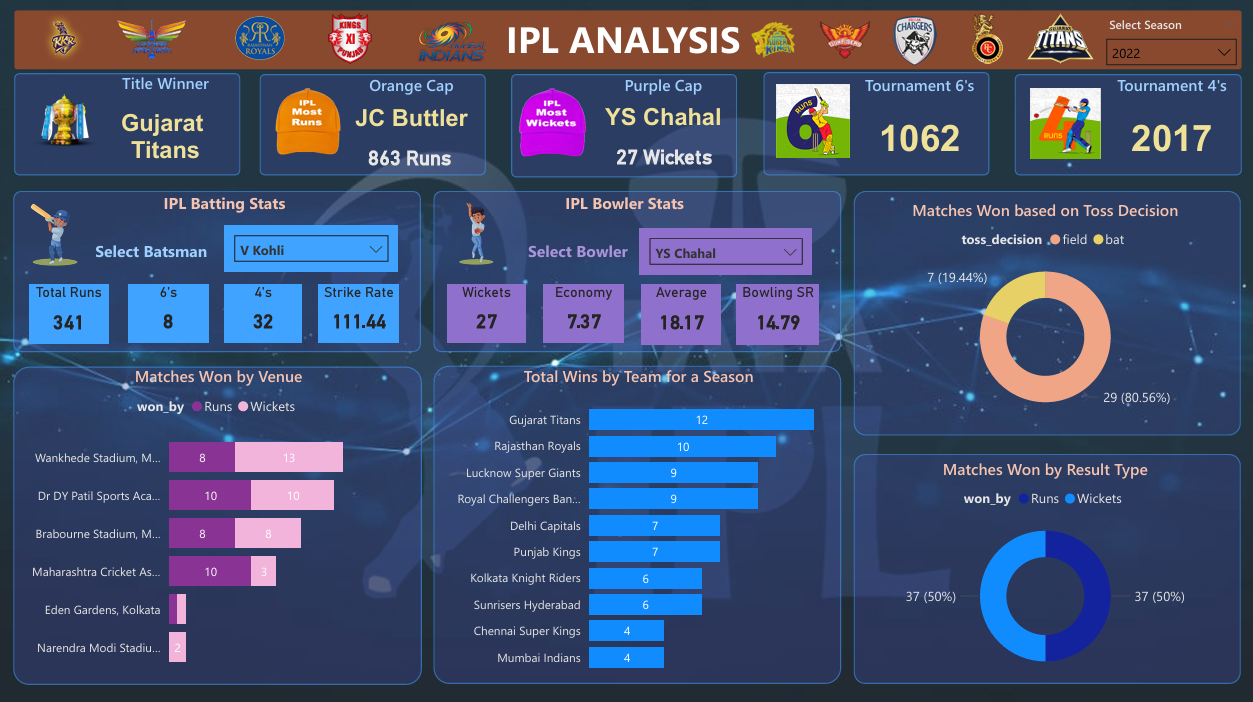 IPL ANALYSIS
KKR
RAJASTHAN
ROYALS
KINGS
XI
PUNJAB
INDIANS
CHARGERS
TITANS
Select Season
2022
Title Winner
Gujarat
Titans
IPL
Most
Runs
Orange Cap
JC Buttler
863 Runs
IPL
Most
Wickets
Purple Cap
YS Chahal
27 Wickets
6
RUNS
Tournament 6's
1062
4
RUNS
Tournament 4's
2017
IPL Batting Stats
Select Batsman
V Kohli
Total Runs
341
6's
8
4's
32
Strike Rate
111.44
IPL Bowler Stats
Select Bowler
YS Chahal
Wickets
27
Economy
7.37
Average
18.17
Bowling SR
14.79
Matches Won based on Toss Decision
toss_decision field bat
7 (19.44%)
29 (80.56%)
Matches Won by Venue
won_by Runs Wickets
Wankhede Stadium, M... 8 13
Dr DY Patil Sports Aca... 10 10
Brabourne Stadium, M... 8 8
Maharashtra Cricket As... 10 3
Eden Gardens, Kolkata
Narendra Modi Stadiu... 2
Total Wins by Team for a Season
Gujarat Titans 12
Rajasthan Royals 10
Lucknow Super Giants 9
Royal Challengers Ban... 9
Delhi Capitals 7
Punjab Kings 7
Kolkata Knight Riders 6
Sunrisers Hyderabad 6
Chennai Super Kings 4
Mumbai Indians 4
Matches Won by Result Type
won_by Runs Wickets
37 (50%)
37 (50%)
IPL